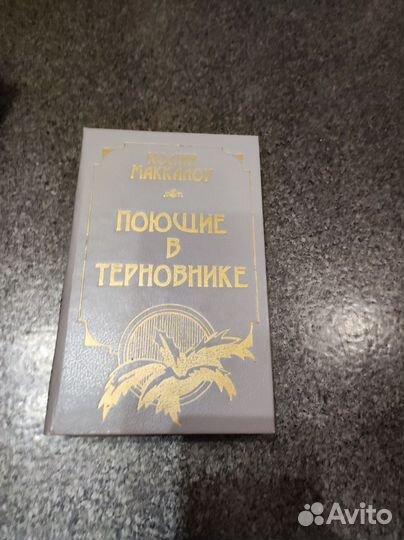 КОЛИН
МАККАЛОУ
ПОЮЩИЕ
В
ТЕРНОВНИКЕ
Avito